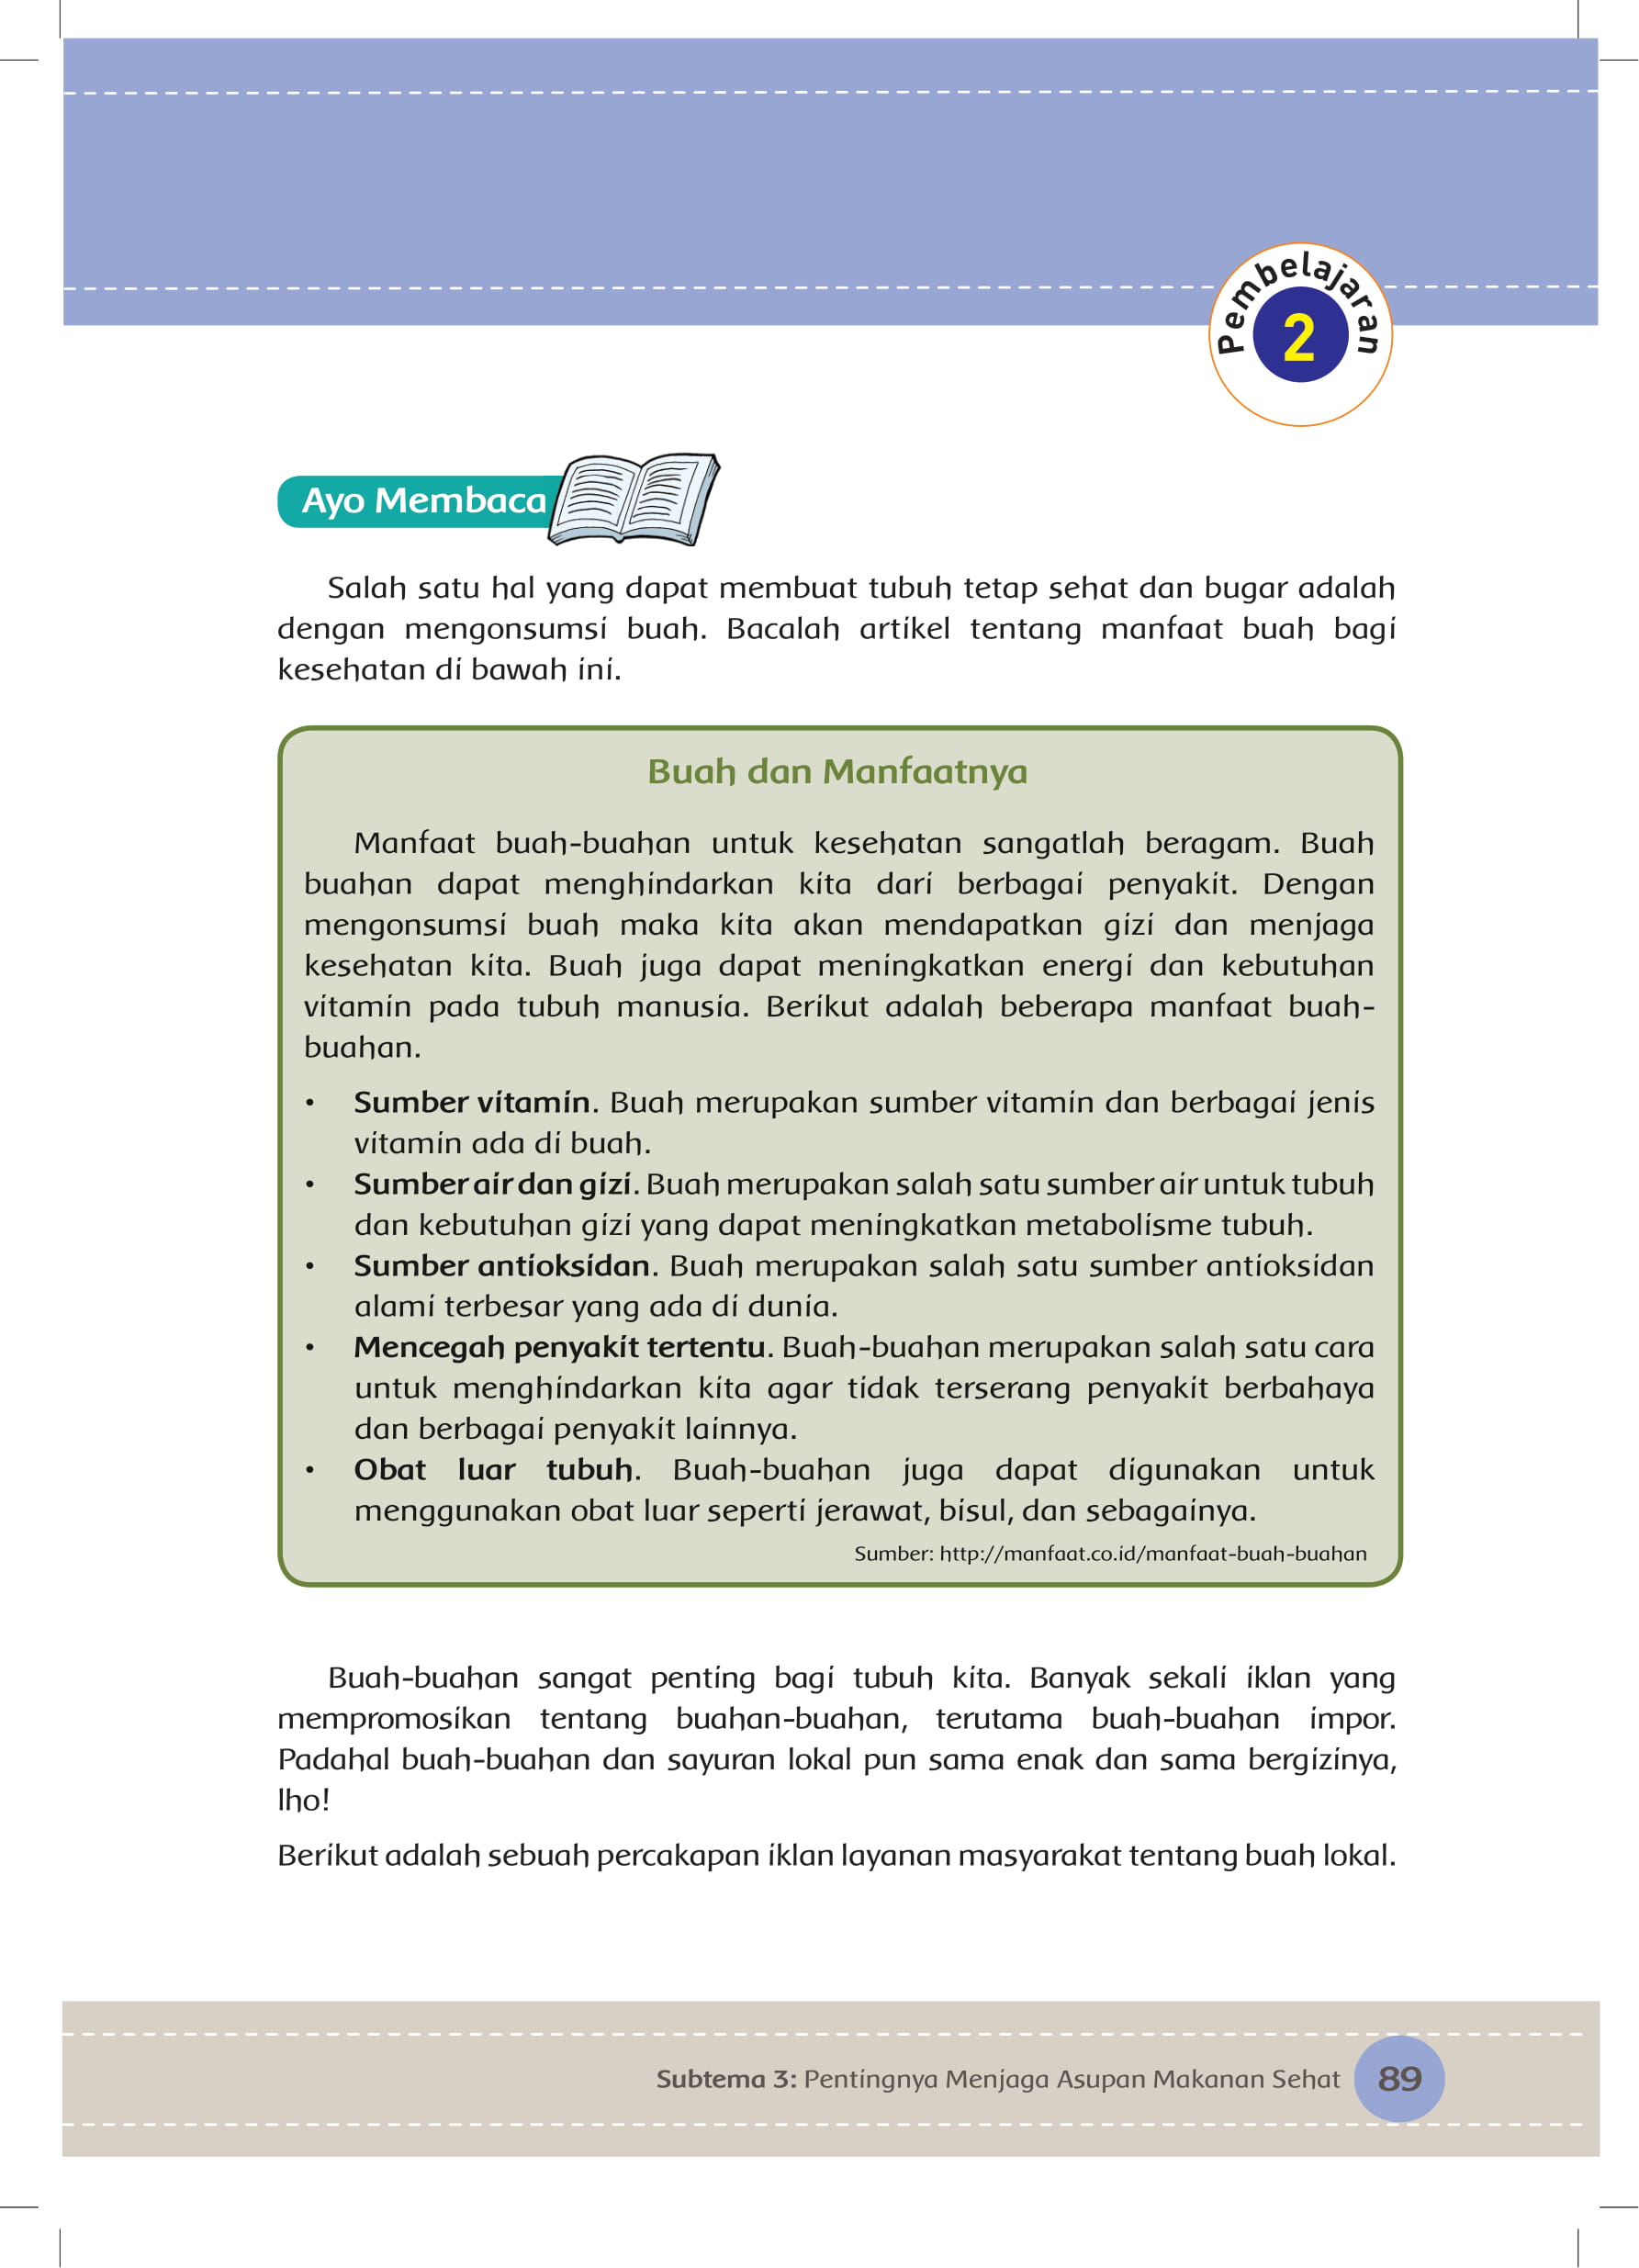 Pembelajaran
2
Ayo Membaca
Salah satu hal yang dapat membuat tubuh tetap sehat dan bugar adalah
dengan mengonsumsi buah. Bacalah artikel tentang manfaat buah bagi
kesehatan di bawah ini.
Buah dan Manfaatnya
Manfaat buah-buahan untuk kesehatan sangatlah beragam. Buah
buahan dapat menghindarkan kita dari berbagai penyakit. Dengan
mengonsumsi buah maka kita akan mendapatkan gizi dan menjaga
kesehatan kita. Buah juga dapat meningkatkan energi dan kebutuhan
vitamin pada tubuh manusia. Berikut adalah beberapa manfaat buah-
buahan.
• Sumber vitamin. Buah merupakan sumber vitamin dan berbagai jenis
vitamin ada di buah.
• Sumber air dan gizi. Buah merupakan salah satu sumber air untuk tubuh
dan kebutuhan gizi yang dapat meningkatkan metabolisme tubuh.
• Sumber antioksidan. Buah merupakan salah satu sumber antioksidan
alami terbesar yang ada di dunia.
• Mencegah penyakit tertentu. Buah-buahan merupakan salah satu cara
untuk menghindarkan kita agar tidak terserang penyakit berbahaya
dan berbagai penyakit lainnya.
• Obat luar tubuh. Buah-buahan juga dapat digunakan untuk
menggunakan obat luar seperti jerawat, bisul, dan sebagainya.
Sumber: http://manfaat.co.id/manfaat-buah-buahan
Buah-buahan sangat penting bagi tubuh kita. Banyak sekali iklan yang
mempromosikan tentang buahan-buahan, terutama buah-buahan impor.
Padahal buah-buahan dan sayuran lokal pun sama enak dan sama bergizinya,
lho!
Berikut adalah sebuah percakapan iklan layanan masyarakat tentang buah lokal.
Subtema 3: Pentingnya Menjaga Asupan Makanan Sehat
89